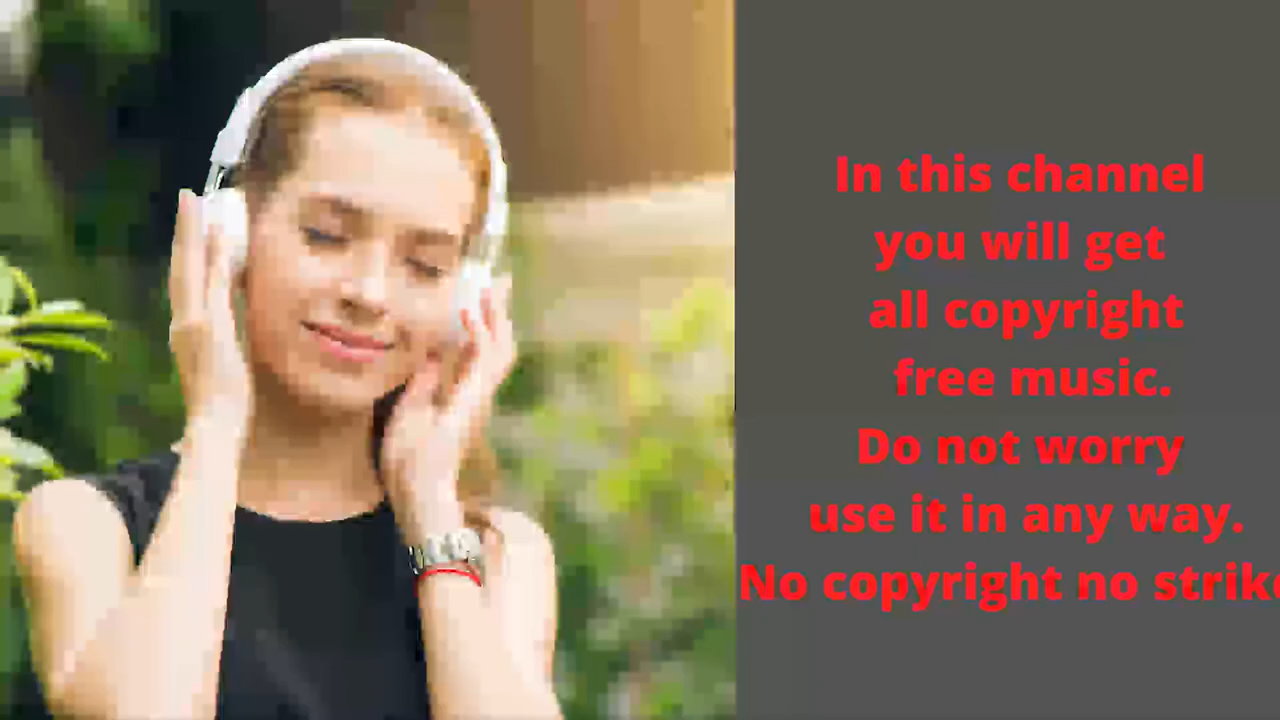 In this channel
you will get
all copyright
free music.
Do not worry
use it in any way.
No copyright no strike